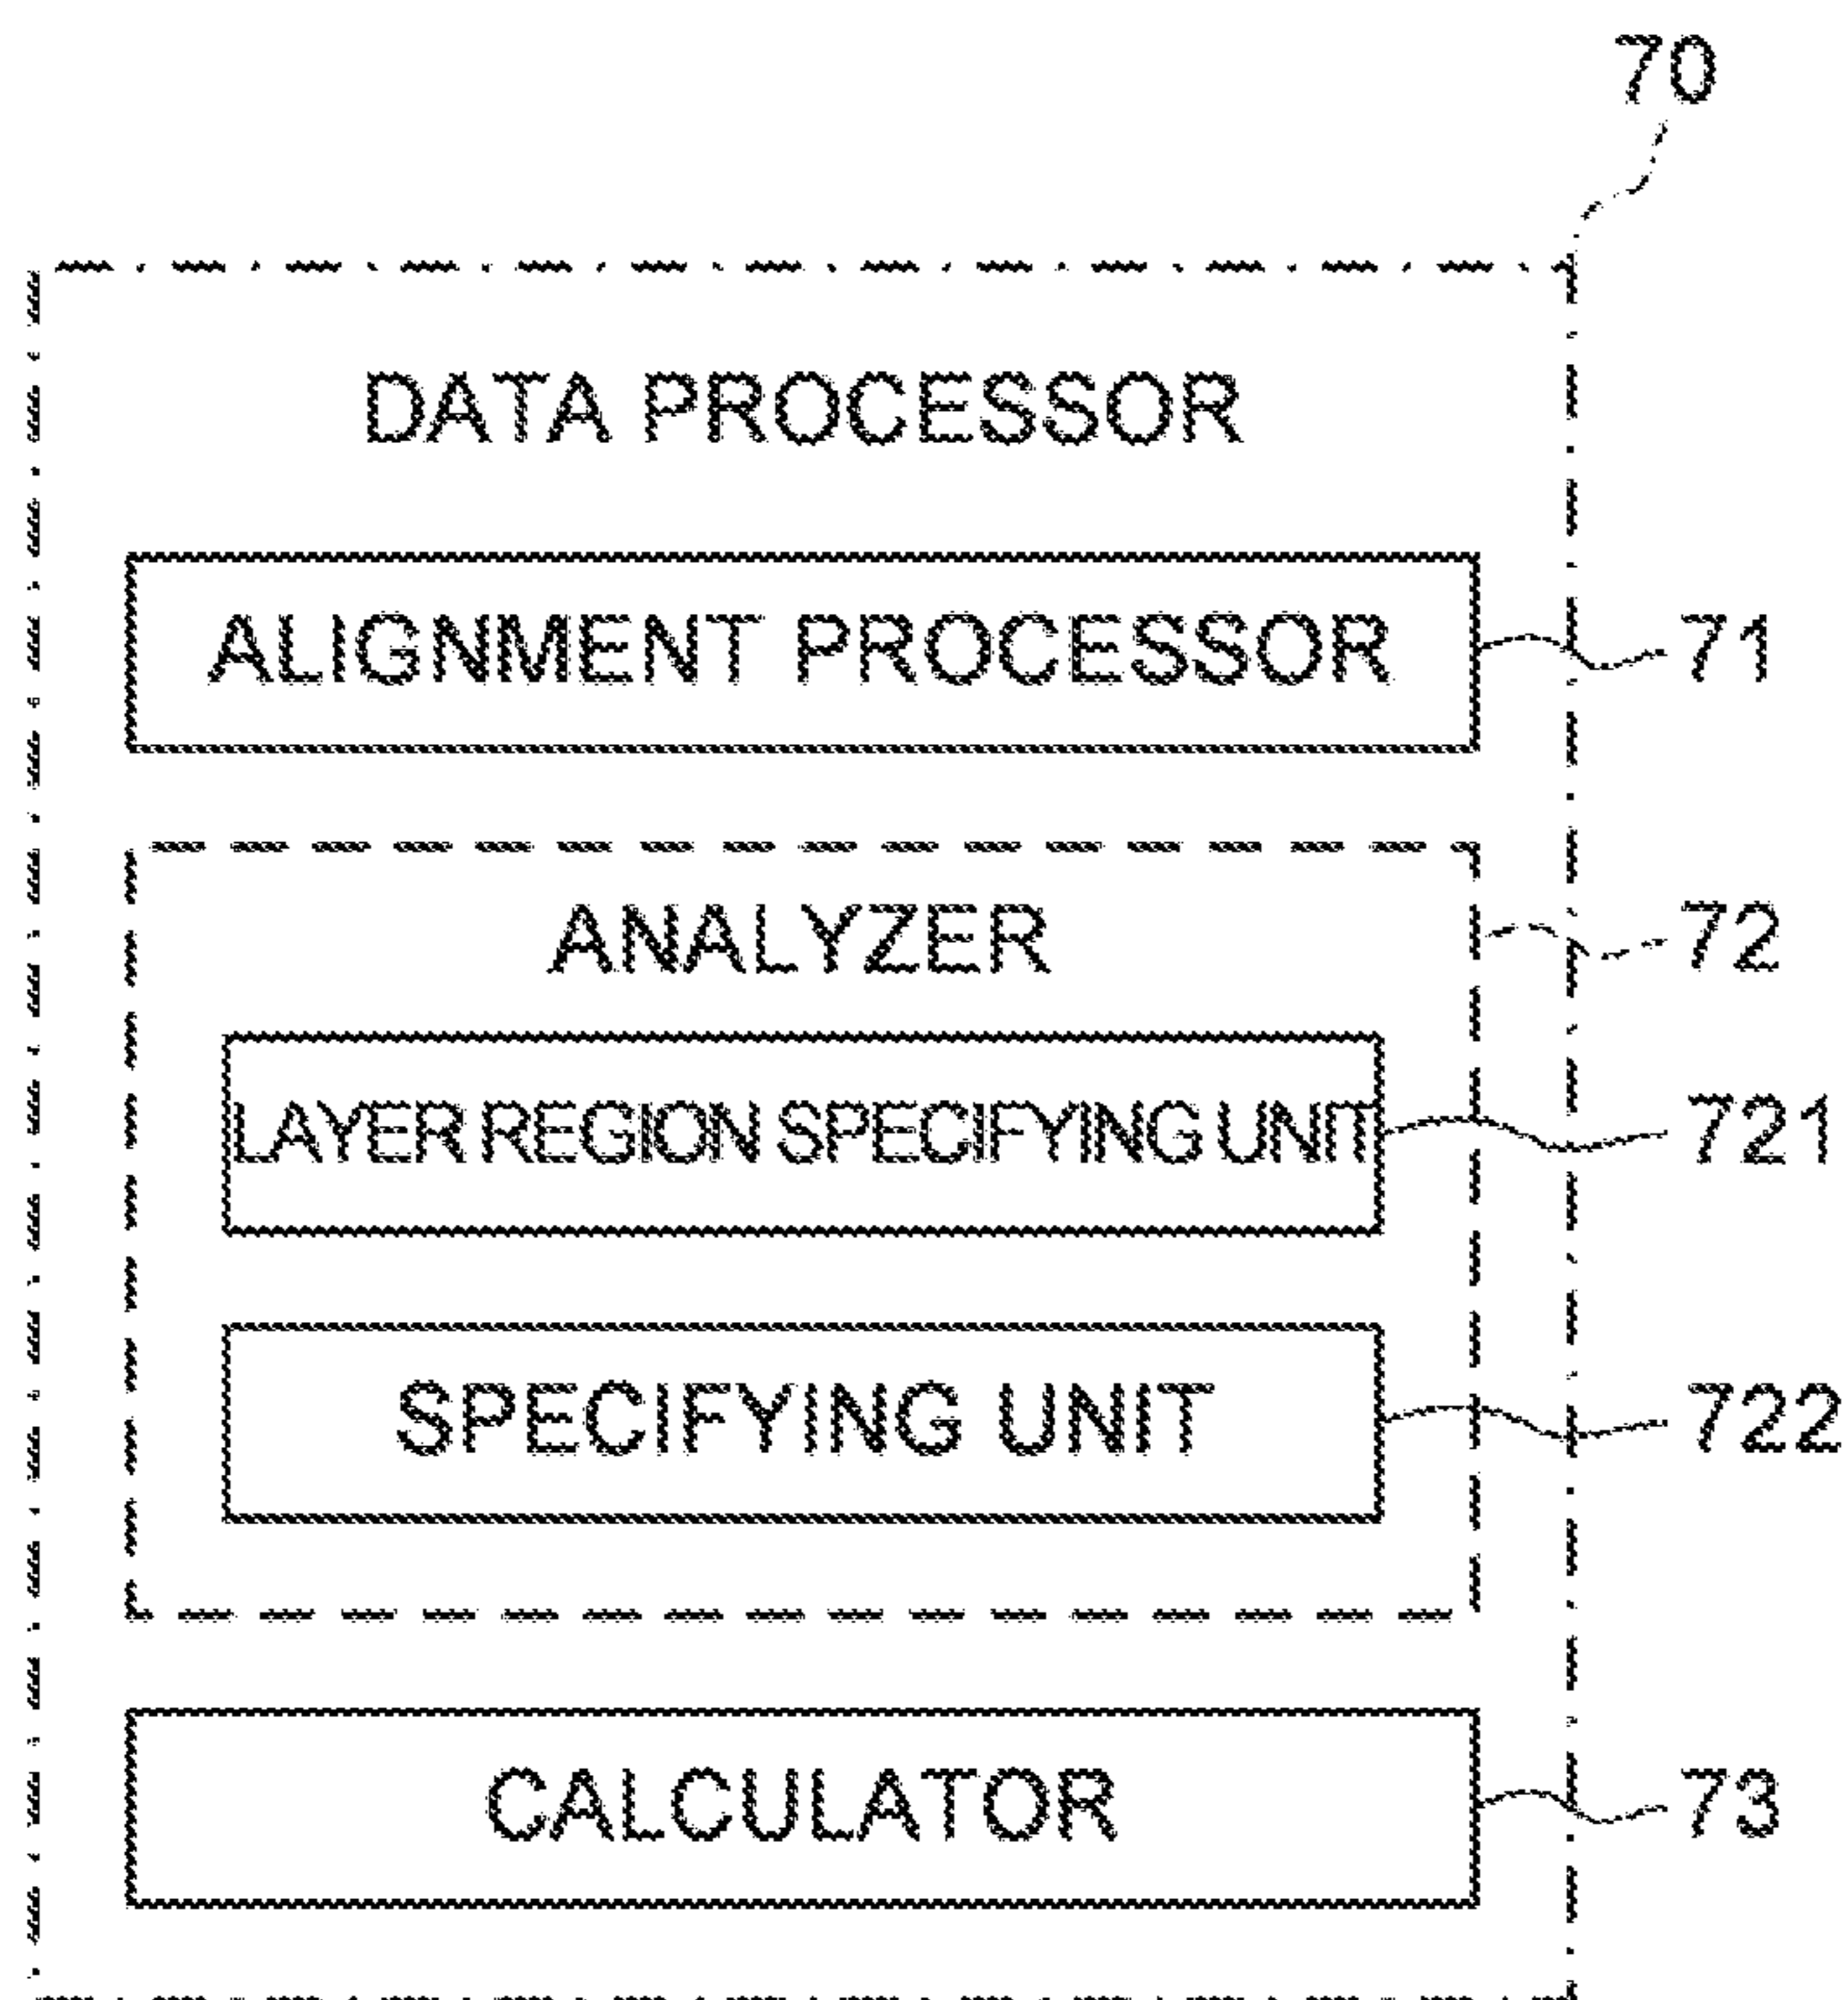 70
DATA PROCESSOR
ALIGNMENT PROCESSOR
71
ANALYZER
72
LAYER REGION SPECIFYING UNIT
721
SPECIFYING UNIT
722
CALCULATOR
73